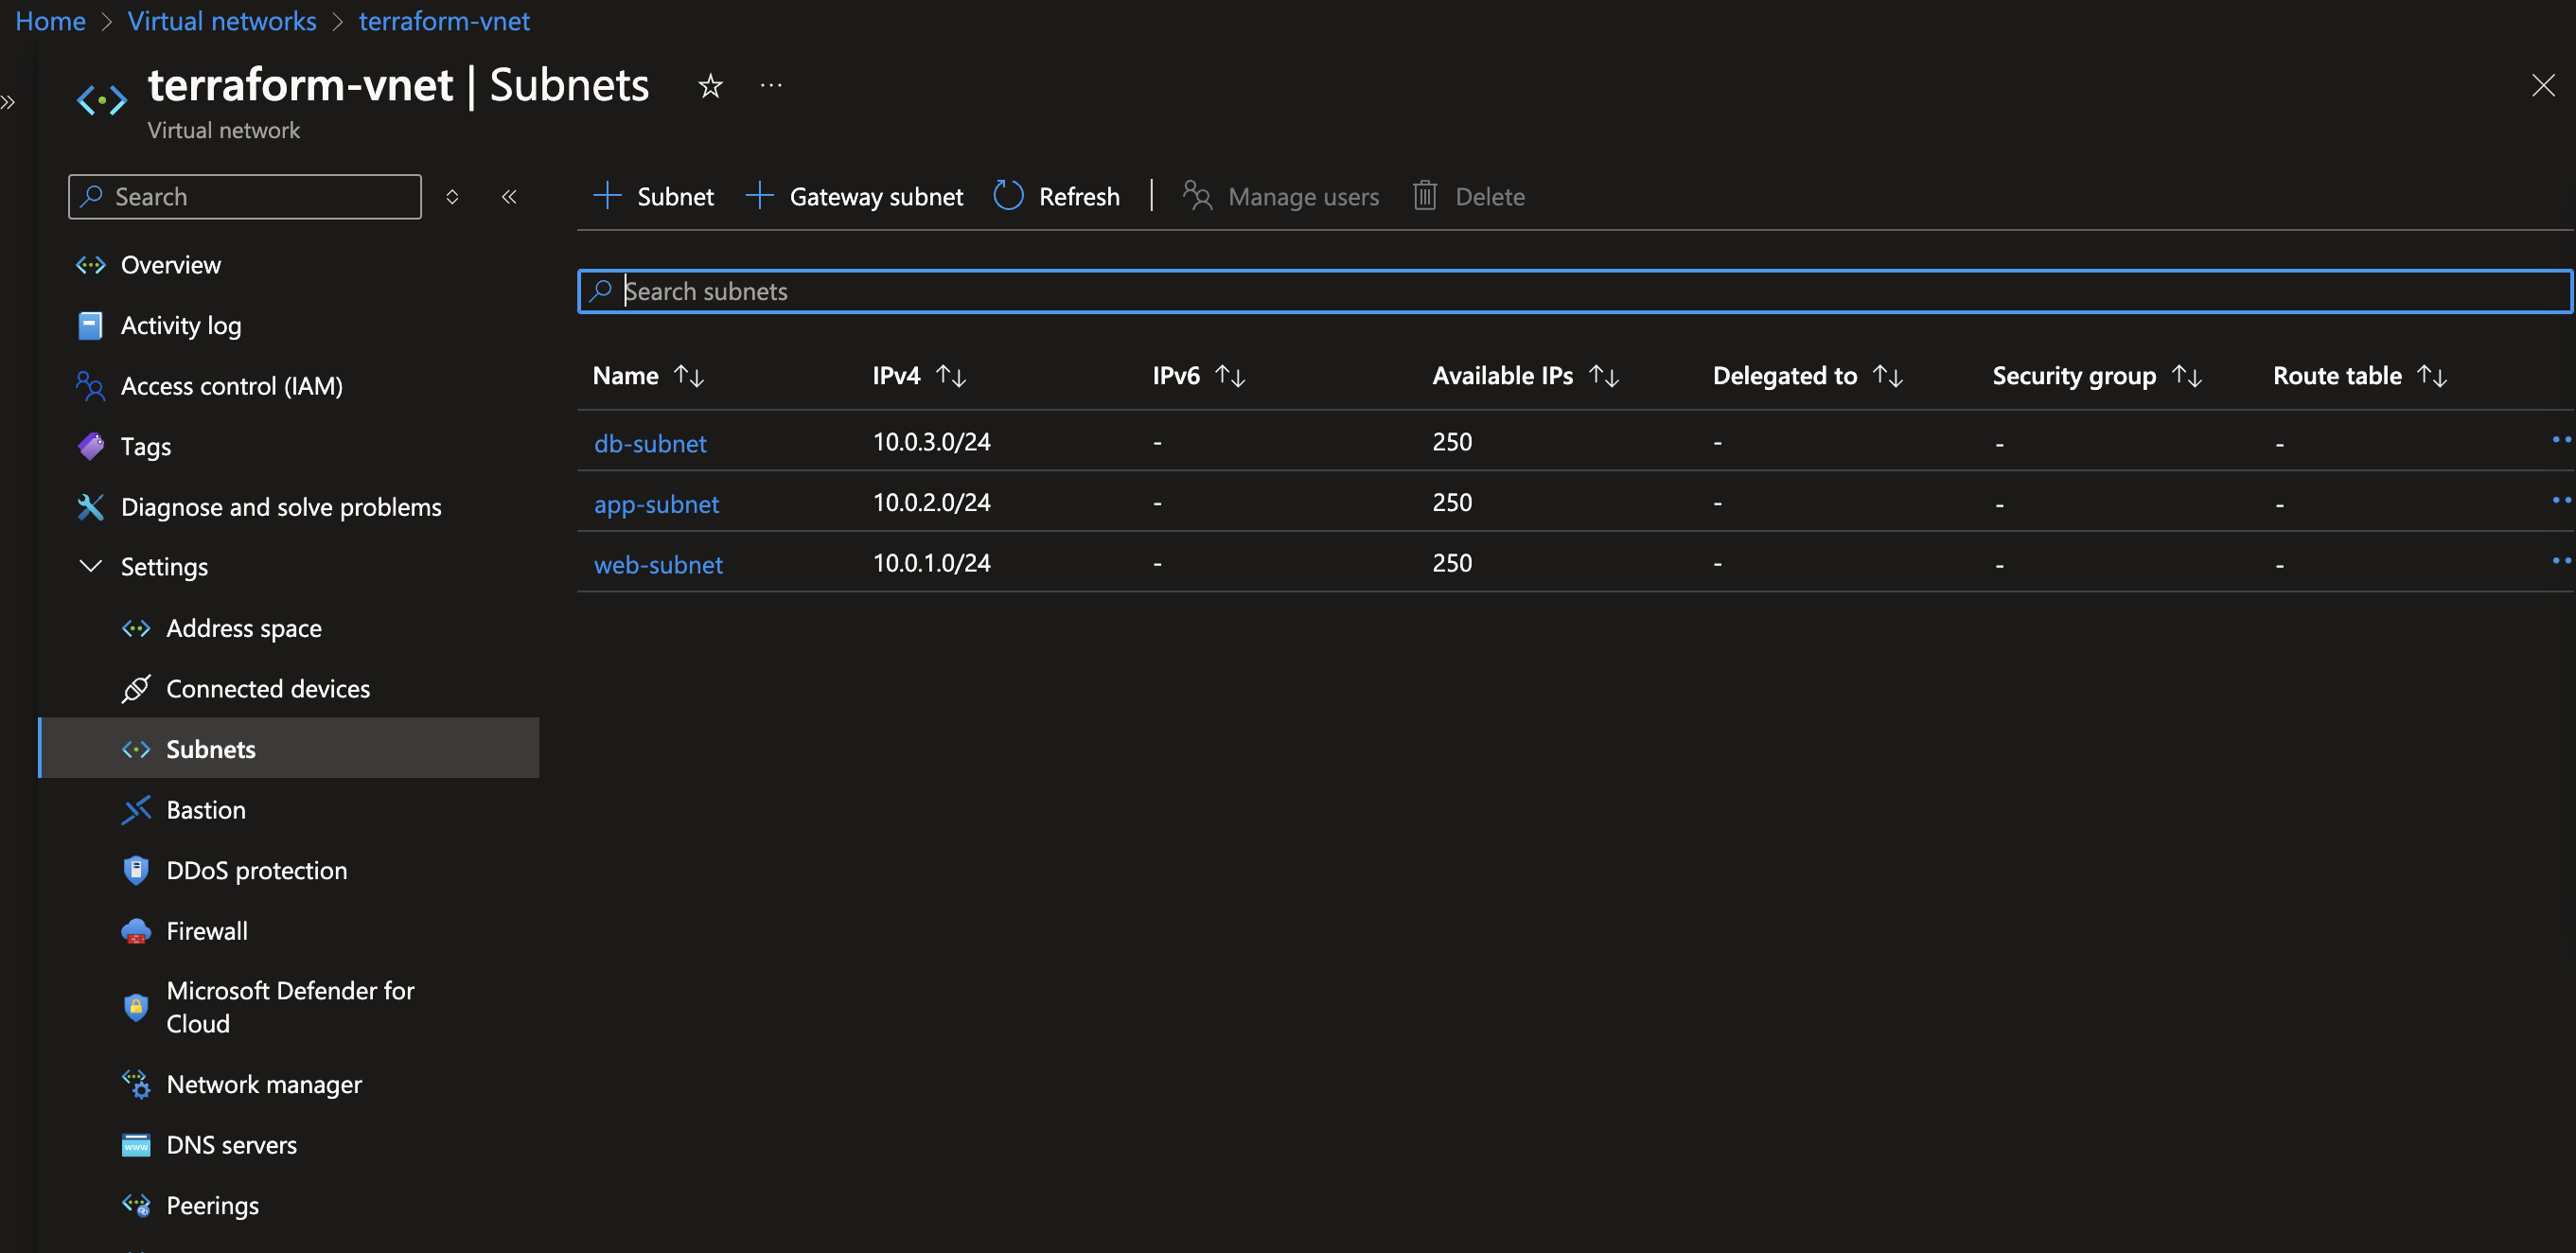 Home > Virtual networks > terraform-vnet
terraform-vnet | Subnets
Virtual network
Search
Subnet
Gateway subnet
Refresh
Manage users
Delete
Overview
Activity log
Access control (IAM)
Tags
Diagnose and solve problems
Settings
Address space
Connected devices
Subnets
Bastion
DDoS protection
Firewall
Microsoft Defender for
Cloud
Network manager
DNS servers
Peerings
Search subnets
Name IPv4 IPv6 Available IPs Delegated to Security group Route table
db-subnet 10.0.3.0/24 - 250 - - -
app-subnet 10.0.2.0/24 - 250 - - -
web-subnet 10.0.1.0/24 - 250 - - -